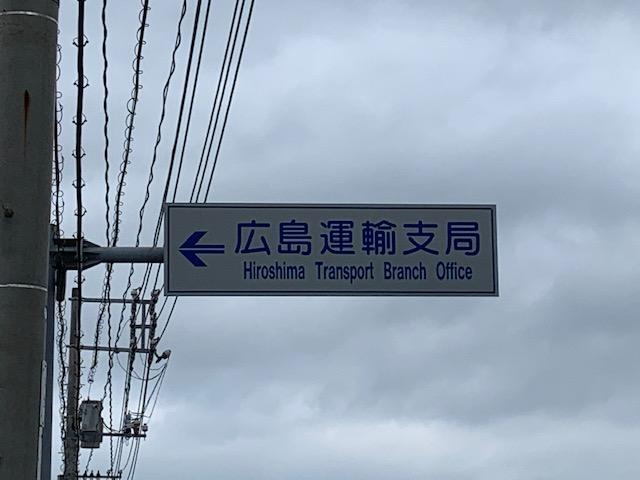 広島運輸支局
Hiroshima Transport Branch Office